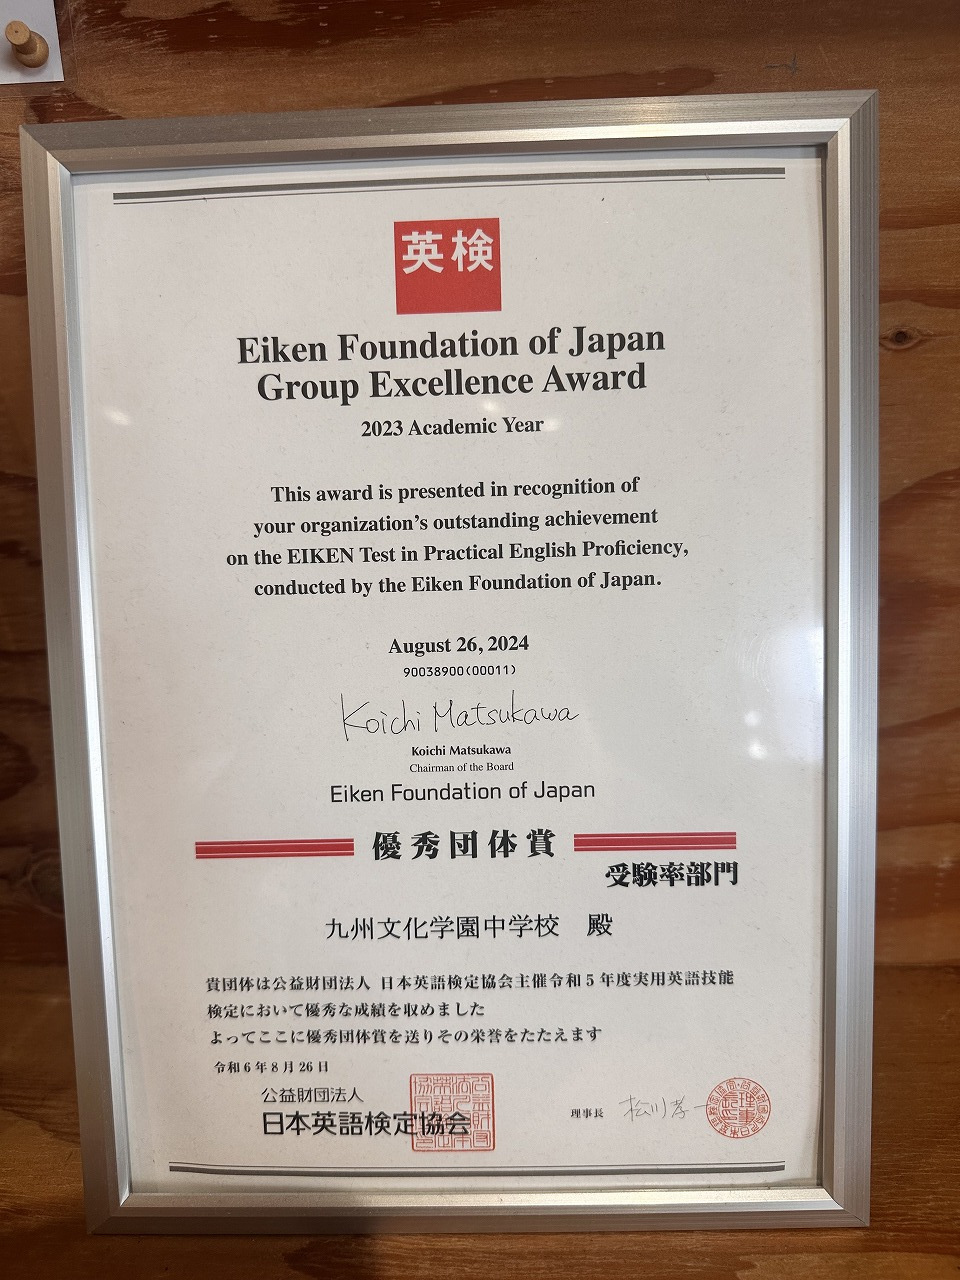 英検
Eiken Foundation of Japan
Group Excellence Award
2023 Academic Year
This award is presented in recognition of
your organization's outstanding achievement
on the EIKEN Test in Practical English Proficiency,
conducted by the Eiken Foundation of Japan.
August 26, 2024
90038900(00011)
Koichi Matsukawa
Koichi Matsukawa
Chairman of the Board
Eiken Foundation of Japan
優秀団体賞
受験率部門
九州文化学園中学校 殿
貴団体は公益財団法人 日本英語検定協会主催令和5年度実用英語技能
検定において優秀な成績を収めました
よってここに優秀団体賞を送りその栄誉をたたえます
令和6年8月26日
公益財団法人
日本英語検定協会
理事長 松川孝一